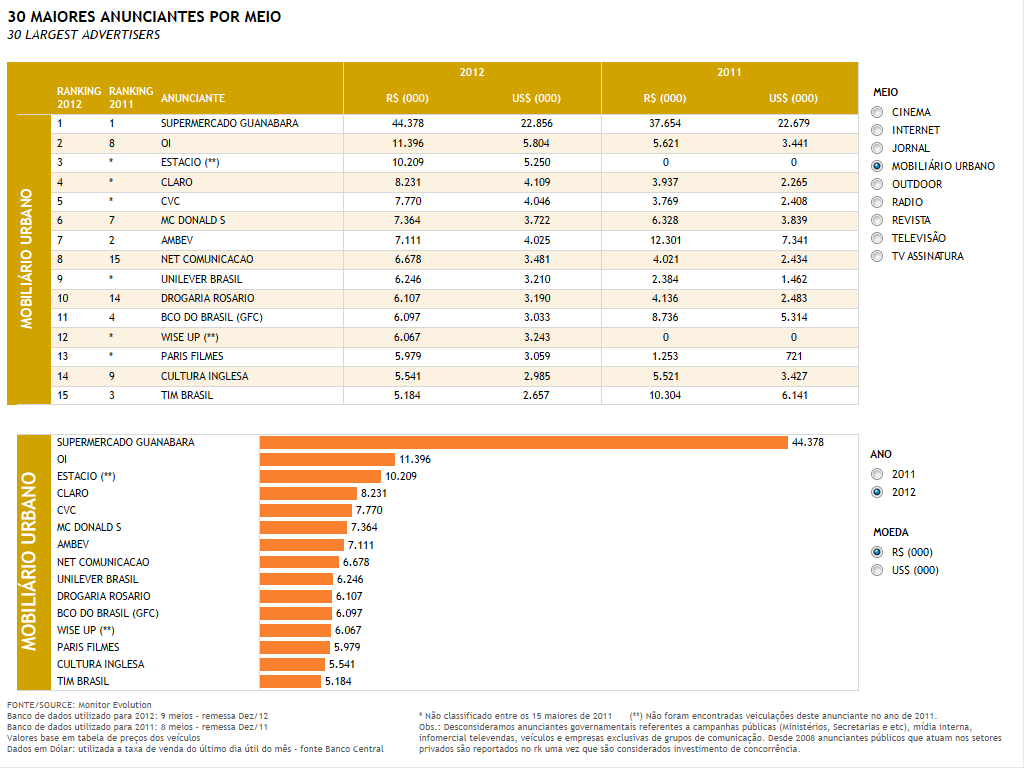 30 MAIORES ANUNCIANTES POR MEIO
30 LARGEST ADVERTISERS
2012 2011
RANKING 2012 RANKING 2011 ANUNCIANTE R$ (000) US$ (000) R$ (000) US$ (000)
MOBILIÁRIO URBANO
1 1 SUPERMERCADO GUANABARA 44.378 22.856 37.654 22.679
2 8 OI 11.396 5.804 5.621 3.441
3 * ESTACIO (**) 10.209 5.250 0 0
4 * CLARO 8.231 4.109 3.937 2.265
5 * CVC 7.770 4.046 3.769 2.408
6 7 MC DONALD S 7.364 3.722 6.328 3.839
7 2 AMBEV 7.111 4.025 12.301 7.341
8 15 NET COMUNICACAO 6.678 3.481 4.021 2.434
9 * UNILEVER BRASIL 6.246 3.210 2.384 1.462
10 14 DROGARIA ROSARIO 6.107 3.190 4.136 2.483
11 4 BCO DO BRASIL (GFC) 6.097 3.033 8.736 5.314
12 * WISE UP (**) 6.067 3.243 0 0
13 * PARIS FILMES 5.979 3.059 1.253 721
14 9 CULTURA INGLESA 5.541 2.985 5.521 3.427
15 3 TIM BRASIL 5.184 2.657 10.304 6.141
MEIO
CINEMA
INTERNET
JORNAL
MOBILIÁRIO URBANO
OUTDOOR
RADIO
REVISTA
TELEVISÃO
TV ASSINATURA
MOBILIÁRIO URBANO
SUPERMERCADO GUANABARA 44.378
OI 11.396
ESTACIO (**) 10.209
CLARO 8.231
CVC 7.770
MC DONALD S 7.364
AMBEV 7.111
NET COMUNICACAO 6.678
UNILEVER BRASIL 6.246
DROGARIA ROSARIO 6.107
BCO DO BRASIL (GFC) 6.097
WISE UP (**) 6.067
PARIS FILMES 5.979
CULTURA INGLESA 5.541
TIM BRASIL 5.184
ANO
2011
2012
MOEDA
R$ (000)
US$ (000)
FONTE/SOURCE: Monitor Evolution
Banco de dados utilizado para 2012: 9 meios - remessa Dez/12
Banco de dados utilizado para 2011: 8 meios - remessa Dez/11
Valores base em tabela de preços dos veículos
Dados em Dólar: utilizada a taxa de venda do último dia útil do mês - fonte Banco Central
* Não classificado entre os 15 maiores de 2011 (**) Não foram encontradas veiculações deste anunciante no ano de 2011.
Obs.: Desconsideramos anunciantes governamentais referentes a campanhas públicas (Ministérios, Secretarias e etc), mídia interna,
infomercial televendas, veículos e empresas exclusivas de grupos de comunicação. Desde 2008 anunciantes públicos que atuam nos setores
privados são reportados no rk uma vez que são considerados investimento de concorrência.